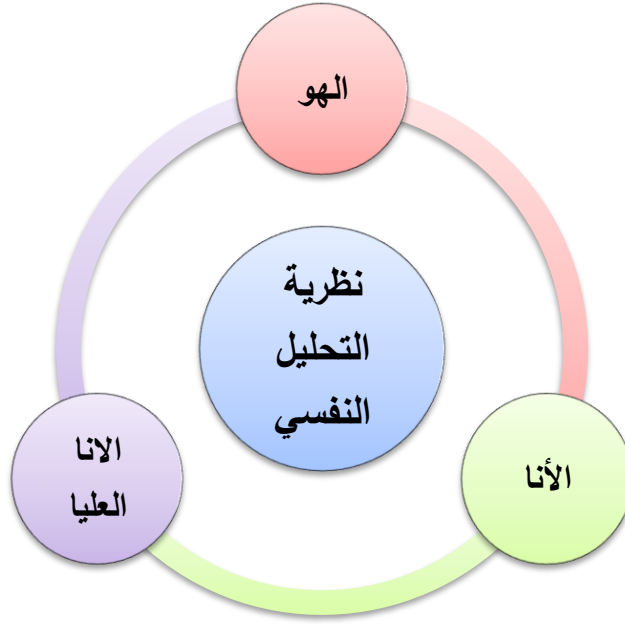 الهو
نظرية
التحليل
النفسي
الأنا
الانا
العليا